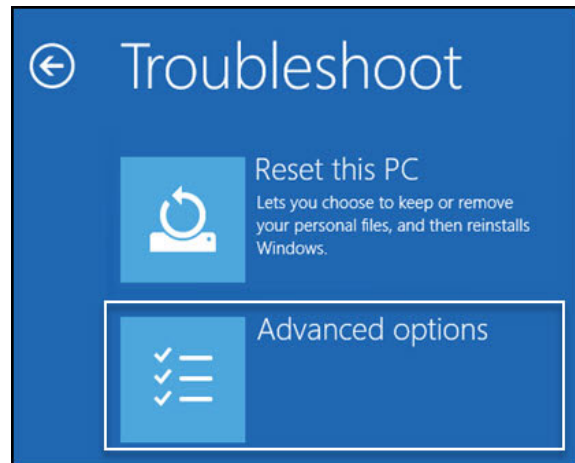 Troubleshoot
Reset this PC
Lets you choose to keep or remove
your personal files, and then reinstalls
Windows.
Advanced options